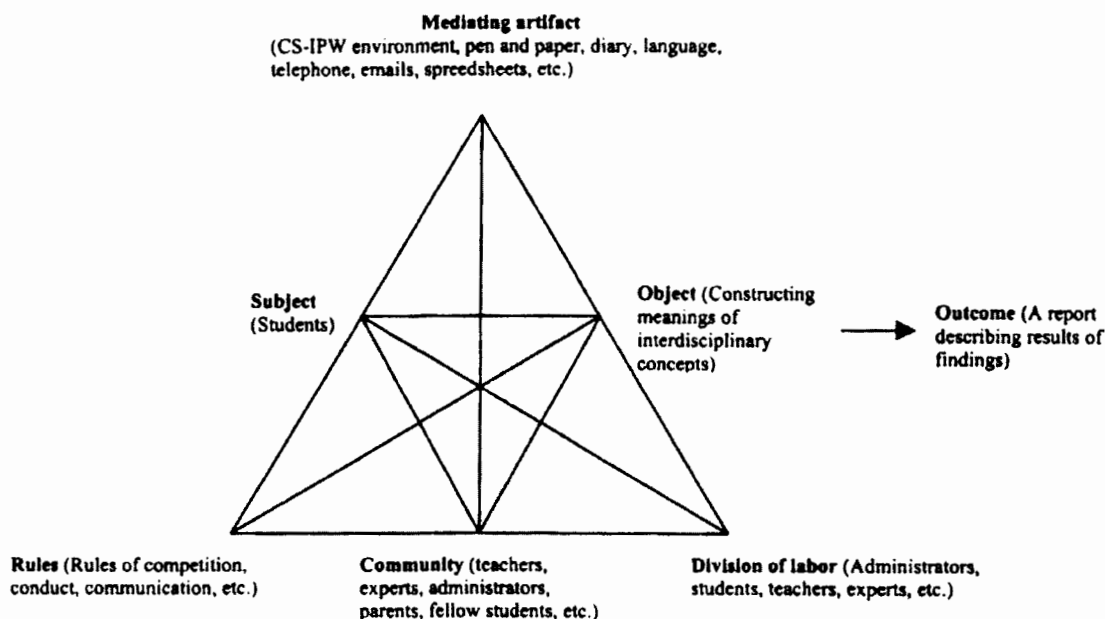 Mediating artifact
(CS-IPW environment, pen and paper, diary, language,
telephone, emails, spreedsheets, etc.)
Subject
(Students)
Object (Constructing
meanings of
interdisciplinary
concepts)
Outcome (A report
describing results of
findings)
Rules (Rules of competition,
conduct, communication, etc.)
Community (teachers,
experts, administrators,
parents, fellow students, etc.)
Division of labor (Administrators,
students, teachers, experts, etc.)